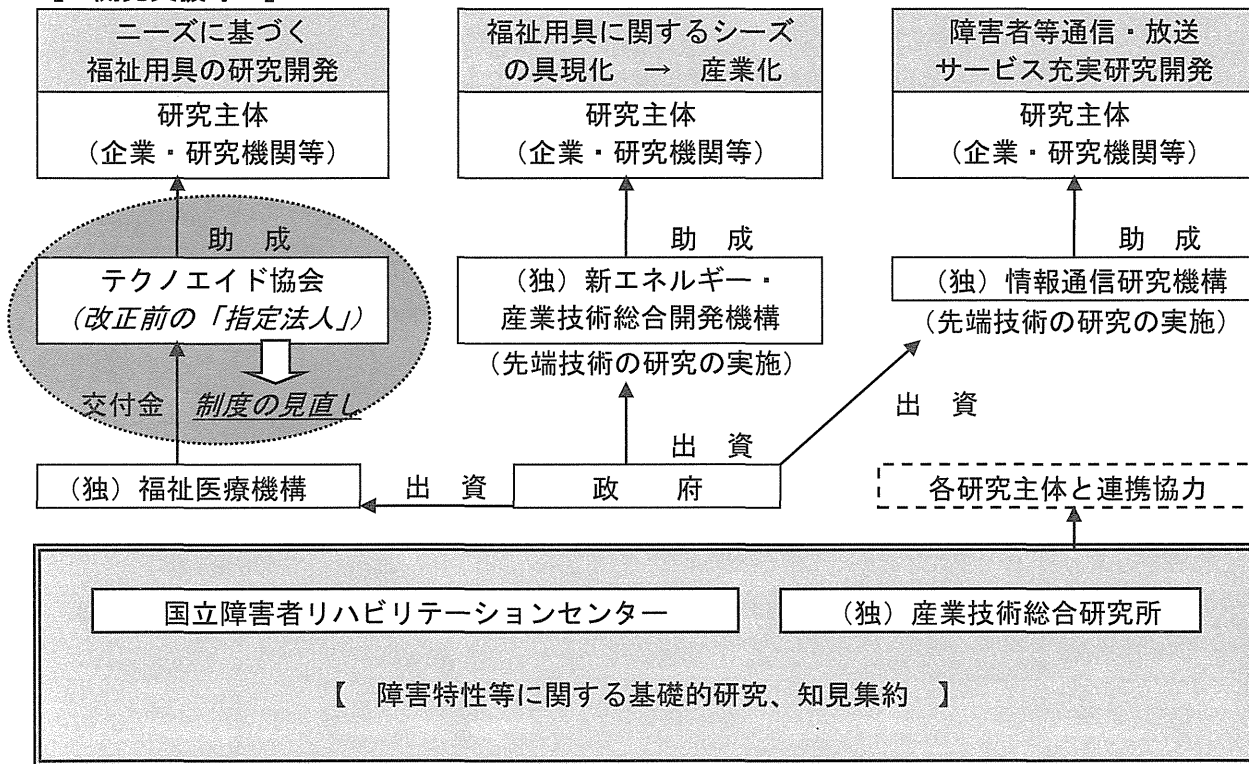 ニーズに基づく
福祉用具の研究開発
研究主体
(企業・研究機関等)
助 成
テクノエイド協会
(改正前の「指定法人」)
交付金 制度の見直し
(独)福祉医療機構
福祉用具に関するシーズ
の具現化 → 産業化
研究主体
(企業・研究機関等)
助 成
(独)新エネルギー・
産業技術総合開発機構
(先端技術の研究の実施)
出 資
出 資
政 府
障害者等通信・放送
サービス充実研究開発
研究主体
(企業・研究機関等)
助 成
(独)情報通信研究機構
(先端技術の研究の実施)
出 資
各研究主体と連携協力
国立障害者リハビリテーションセンター
(独)産業技術総合研究所
【 障害特性等に関する基礎的研究、知見集約 】